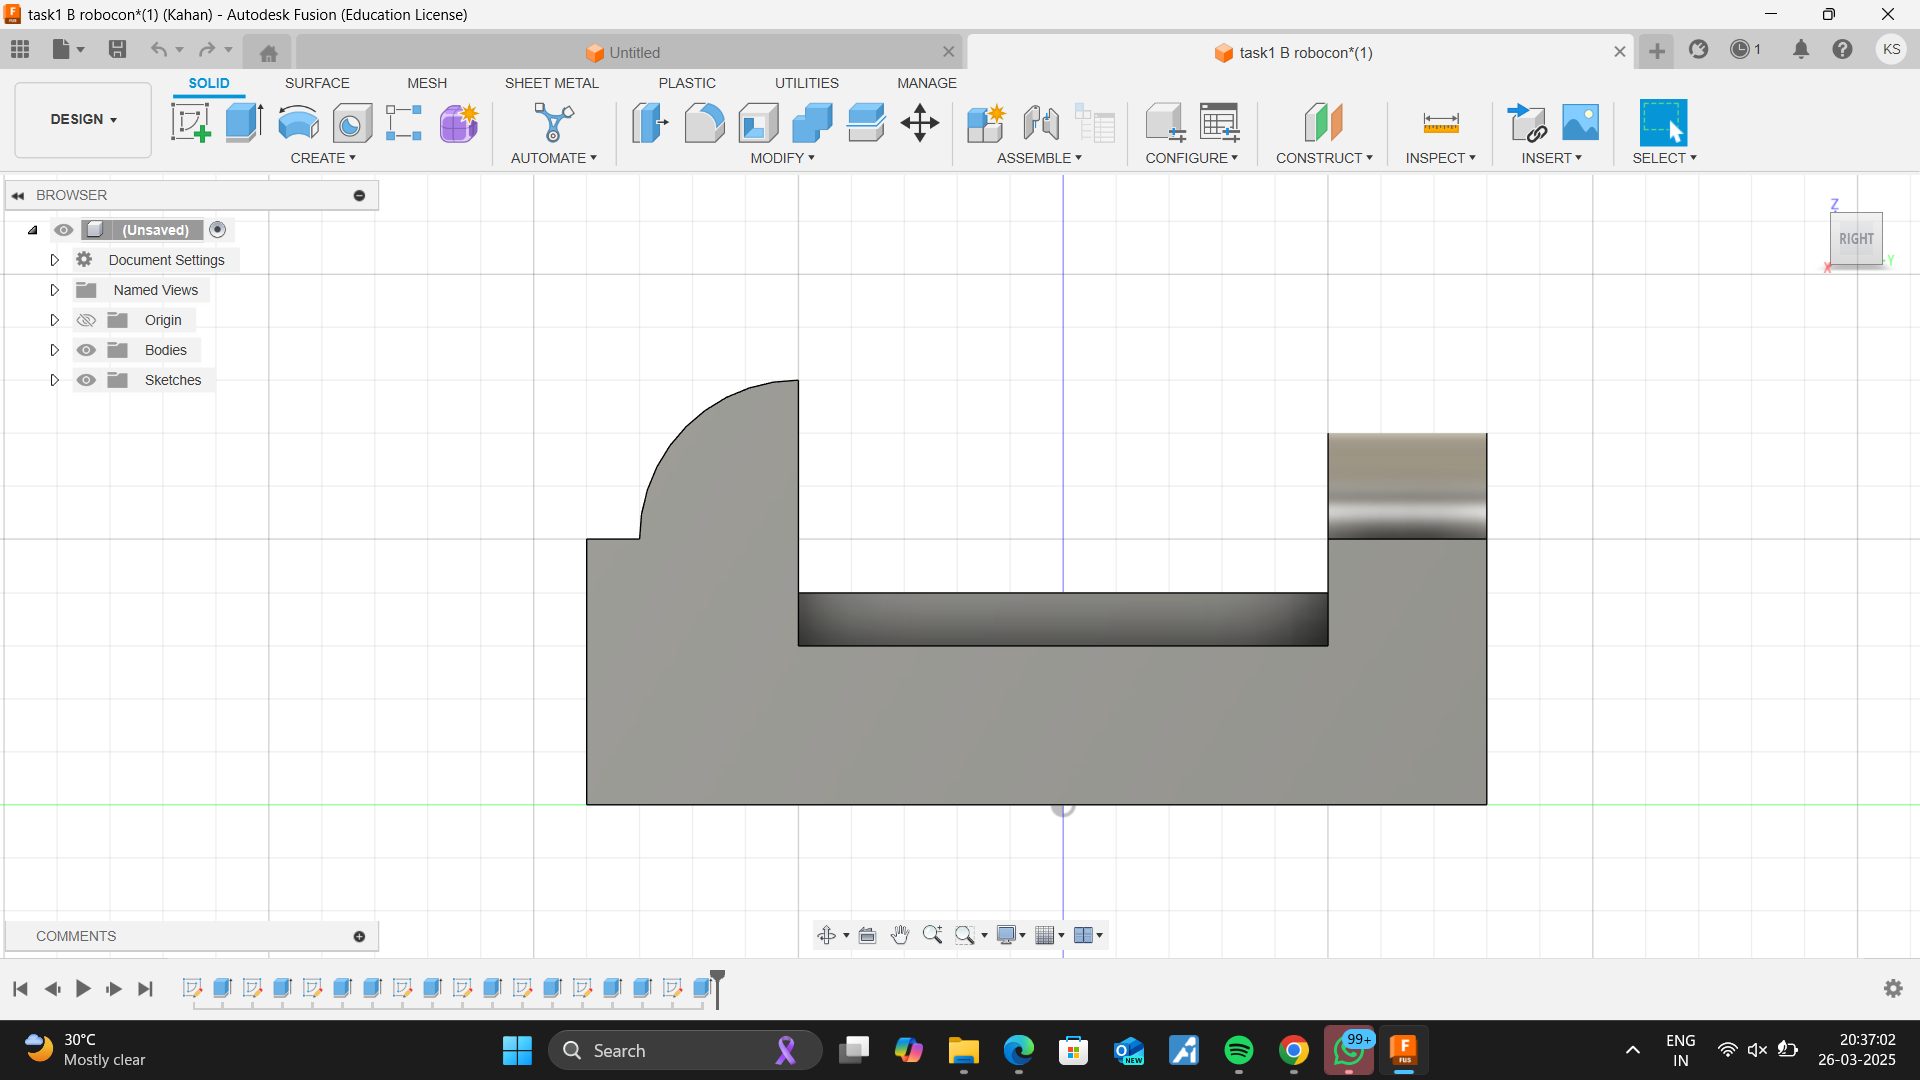 task1 B robocon*(1) (Kahan) - Autodesk Fusion (Education License)
Untitled
task1 B robocon*(1)
1
KS
DESIGN
SOLID SURFACE MESH SHEET METAL PLASTIC UTILITIES MANAGE
CREATE AUTOMATE MODIFY ASSEMBLE CONFIGURE CONSTRUCT INSPECT INSERT SELECT
BROWSER
(Unsaved)
Document Settings
Named Views
Origin
Bodies
Sketches
Z
RIGHT
X
Y
COMMENTS
30°C
Mostly clear
Search
NEW
99+
F
FUS
ENG
IN
20:37:02
26-03-2025